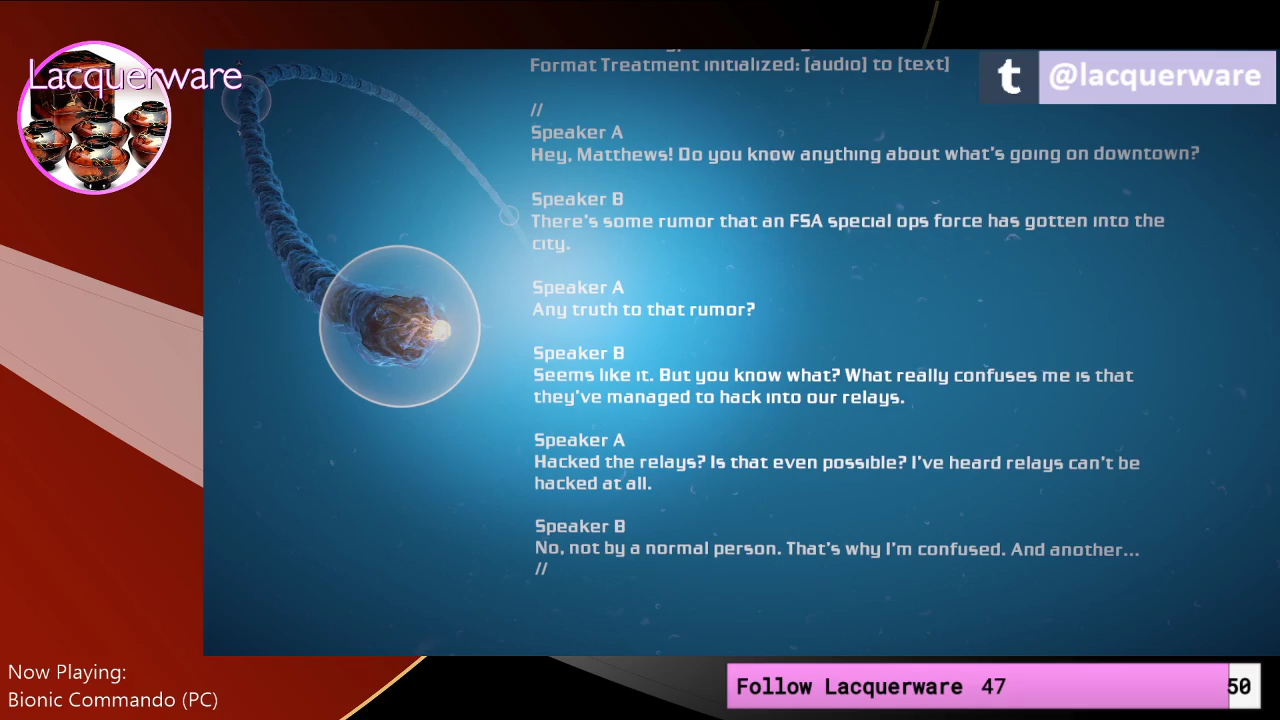 Lacquerware
t @lacquerware
Format Treatment initialized: [audio] to [text]
//
Speaker A
Hey, Matthews! Do you know anything about what's going on downtown?
Speaker B
There's some rumor that an FSA special ops force has gotten into the
city.
Speaker A
Any truth to that rumor?
Speaker B
Seems like it. But you know what? What really confuses me is that
they've managed to hack into our relays.
Speaker A
Hacked the relays? Is that even possible? I've heard relays can't be
hacked at all.
Speaker B
No, not by a normal person. That's why I'm confused. And another...
//
Now Playing:
Bionic Commando (PC)
Follow Lacquerware 47 50